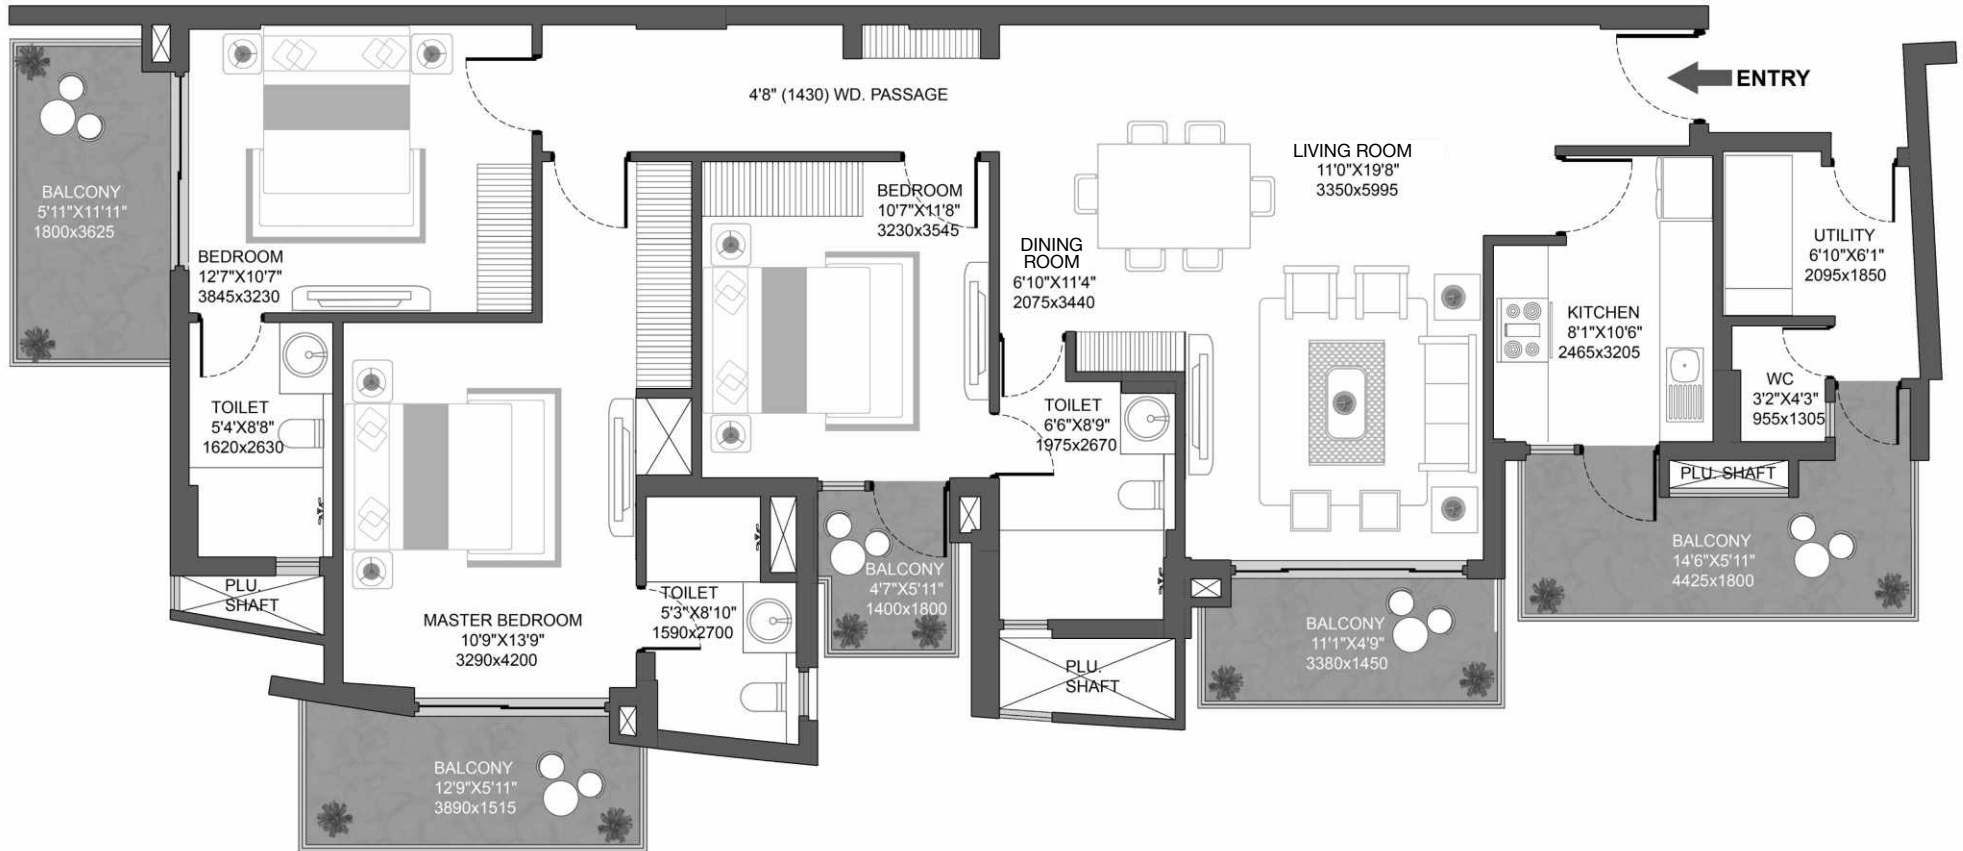 ENTRY
4'8" (1430) WD. PASSAGE
LIVING ROOM
11'0"X19'8"
3350x5995
BALCONY
5'11"X11'11"
1800x3625
BEDROOM
12'7"X10'7"
3845x3230
BEDROOM
10'7"X11'8"
3230x3545
DINING
ROOM
6'10"X11'4"
2075x3440
UTILITY
6'10"X6'1"
2095x1850
KITCHEN
8'1"X10'6"
2465x3205
WC
3'2"X4'3"
955x1305
TOILET
5'4'X8'8"
1620x2630
TOILET
6'6"X8'9"
1975x2670
PLU. SHAFT
BALCONY
14'6"X5'11"
4425x1800
PLU.
SHAFT
MASTER BEDROOM
10'9"X13'9"
3290x4200
TOILET
5'3"X8'10"
1590x2700
BALCONY
4'7"X5'11"
1400x1800
PLU.
SHAFT
BALCONY
11'1"X4'9"
3380x1450
BALCONY
12'9"X5'11"
3890x1515